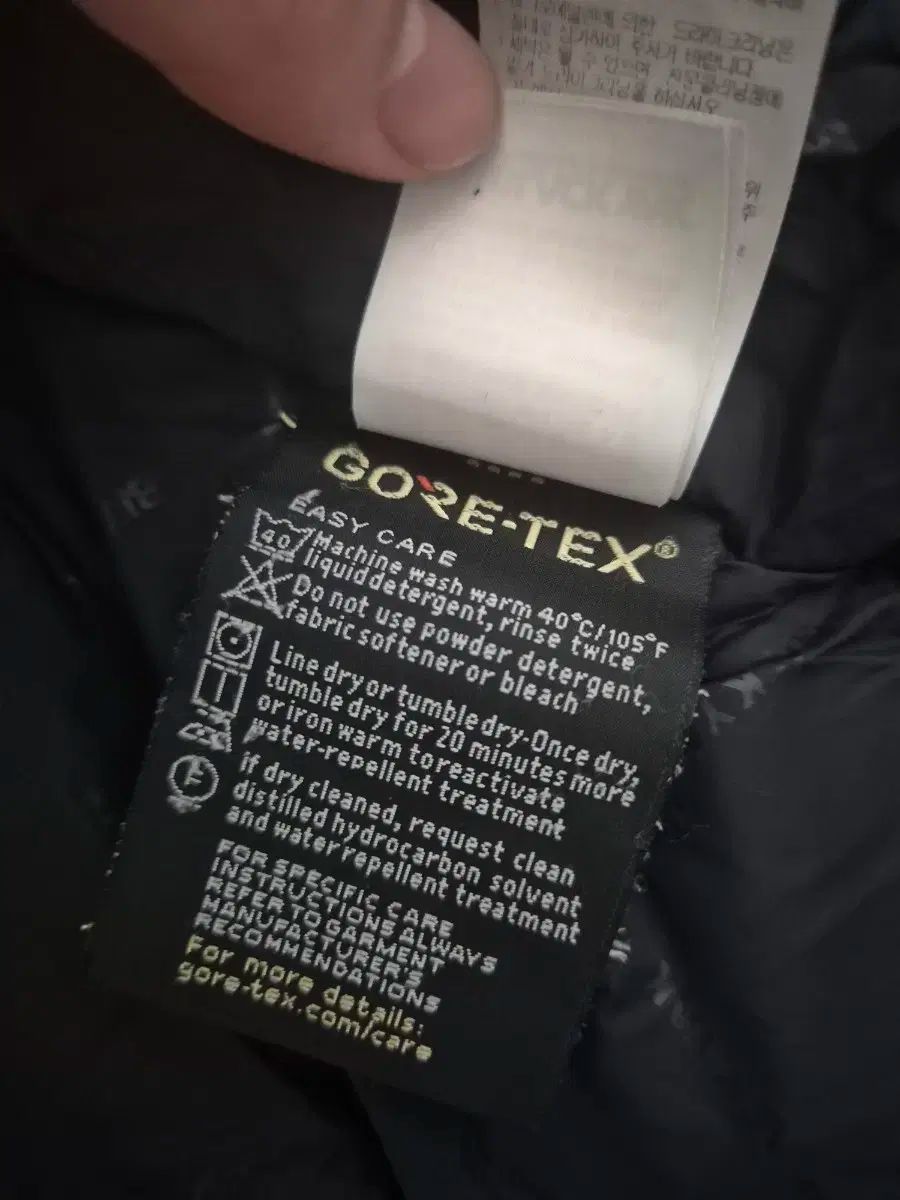 GORE-TEX®
EASY CARE
40
Machine wash warm 40°C/105°F
liquid detergent, rinse twice
Do not use powder detergent,
fabric softener or bleach
Line dry or tumble dry. Once dry,
tumble dry for 20 minutes more
or iron warm to reactivate
water-repellent treatment
F
if dry cleaned, request clean
distilled hydrocarbon solvent
and water repellent treatment
FOR SPECIFIC CARE
INSTRUCTIONS ALWAYS
REFER TO GARMENT
MANUFACTURER'S
RECOMMENDATIONS
For more details:
gore-tex.com/care